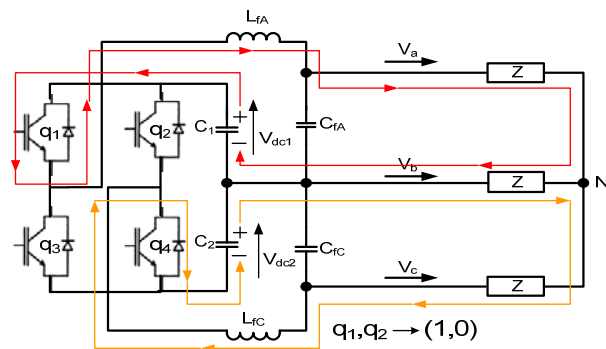 LfA
Va
Z
q1
q2
C1
+
−
Vdc1
CfA
Vb
Z
N
q3
q4
C2
+
−
Vdc2
CfC
Vc
Z
LfC
q1,q2 → (1,0)